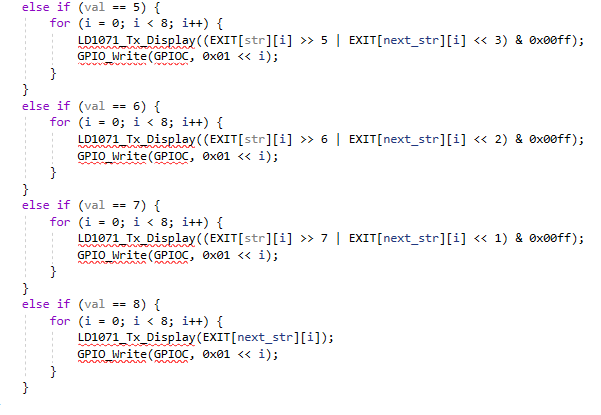 else if (val == 5) {
    for (i = 0; i < 8; i++) {
        LD1071_Tx_Display((EXIT[str][i] >> 5 | EXIT[next_str][i] << 3) & 0x00ff);
        GPIO_Write(GPIOC, 0x01 << i);
    }
}
else if (val == 6) {
    for (i = 0; i < 8; i++) {
        LD1071_Tx_Display((EXIT[str][i] >> 6 | EXIT[next_str][i] << 2) & 0x00ff);
        GPIO_Write(GPIOC, 0x01 << i);
    }
}
else if (val == 7) {
    for (i = 0; i < 8; i++) {
        LD1071_Tx_Display((EXIT[str][i] >> 7 | EXIT[next_str][i] << 1) & 0x00ff);
        GPIO_Write(GPIOC, 0x01 << i);
    }
}
else if (val == 8) {
    for (i = 0; i < 8; i++) {
        LD1071_Tx_Display(EXIT[next_str][i]);
        GPIO_Write(GPIOC, 0x01 << i);
    }
}